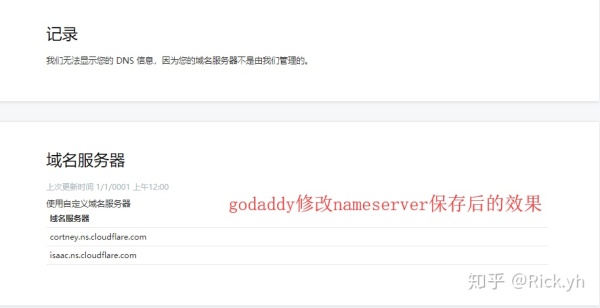 记录
我们无法显示您的 DNS 信息，因为您的域名服务器不是由我们管理的。
域名服务器
上次更新时间 1/1/0001 上午12:00
使用自定义域名服务器
godaddy修改nameserver保存后的效果
域名服务器
cortney.ns.cloudflare.com
isaac.ns.cloudflare.com
知乎 @Rick.yh